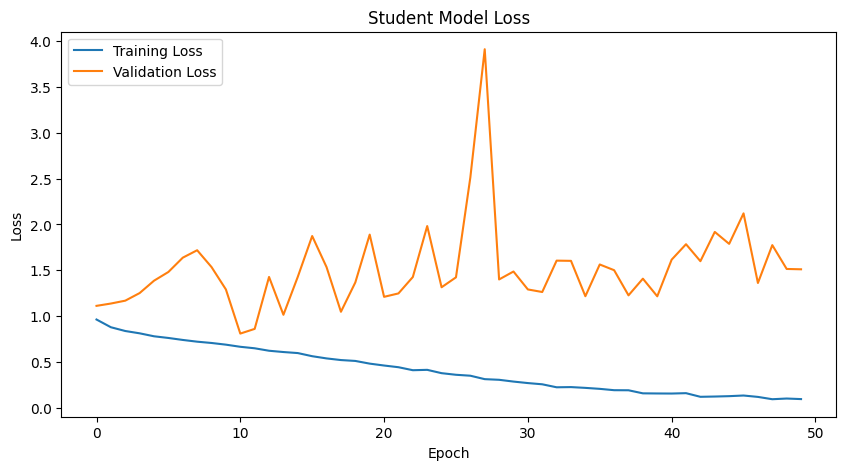 Student Model Loss
Training Loss
Validation Loss
Loss
4.0
3.5
3.0
2.5
2.0
1.5
1.0
0.5
0.0
0 10 20 30 40 50
Epoch